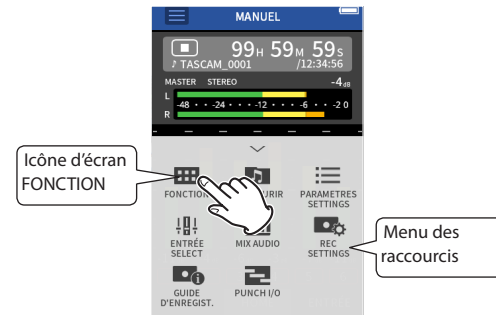 MANUEL
99H 59M 59S
♪ TASCAM_0001 /12:34:56
MASTER STEREO -4dB
L
-48 · · -24 · · · -12 · · · -6 · · -2 0
R
Icône d’écran
FONCTION
PARAMETRES
SETTINGS
ENTRÉE
SELECT
MIX AUDIO
REC
SETTINGS
Menu des
raccourcis
GUIDE
D'ENREGIST.
PUNCH I/O